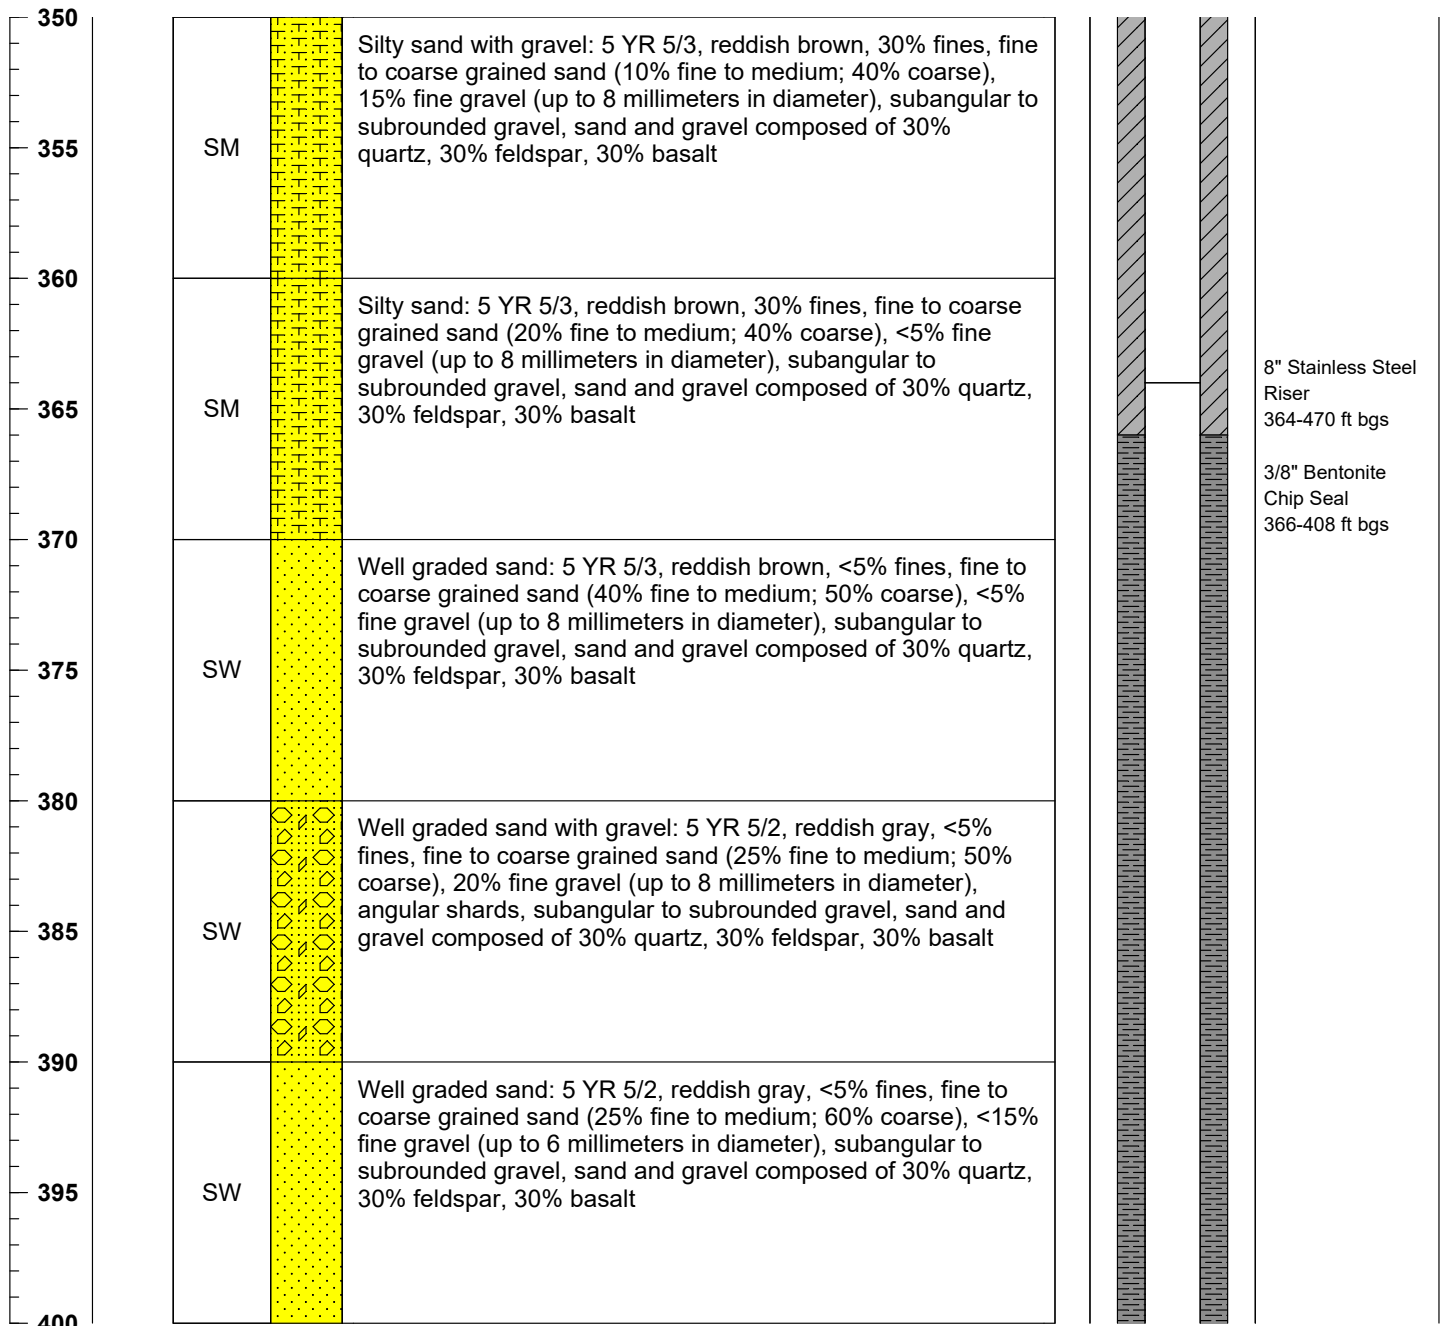 350
SM
Silty sand with gravel: 5 YR 5/3, reddish brown, 30% fines, fine
to coarse grained sand (10% fine to medium; 40% coarse),
15% fine gravel (up to 8 millimeters in diameter), subangular to
subrounded gravel, sand and gravel composed of 30%
quartz, 30% feldspar, 30% basalt
355
360
SM
Silty sand: 5 YR 5/3, reddish brown, 30% fines, fine to coarse
grained sand (20% fine to medium; 40% coarse), <5% fine
gravel (up to 8 millimeters in diameter), subangular to
subrounded gravel, sand and gravel composed of 30% quartz,
30% feldspar, 30% basalt
365
8" Stainless Steel
Riser
364-470 ft bgs
3/8" Bentonite
Chip Seal
366-408 ft bgs
370
SW
Well graded sand: 5 YR 5/3, reddish brown, <5% fines, fine to
coarse grained sand (40% fine to medium; 50% coarse), <5%
fine gravel (up to 8 millimeters in diameter), subangular to
subrounded gravel, sand and gravel composed of 30% quartz,
30% feldspar, 30% basalt
375
380
SW
Well graded sand with gravel: 5 YR 5/2, reddish gray, <5%
fines, fine to coarse grained sand (25% fine to medium; 50%
coarse), 20% fine gravel (up to 8 millimeters in diameter),
angular shards, subangular to subrounded gravel, sand and
gravel composed of 30% quartz, 30% feldspar, 30% basalt
385
390
SW
Well graded sand: 5 YR 5/2, reddish gray, <5% fines, fine to
coarse grained sand (25% fine to medium; 60% coarse), <15%
fine gravel (up to 6 millimeters in diameter), subangular to
subrounded gravel, sand and gravel composed of 30% quartz,
30% feldspar, 30% basalt
395
400